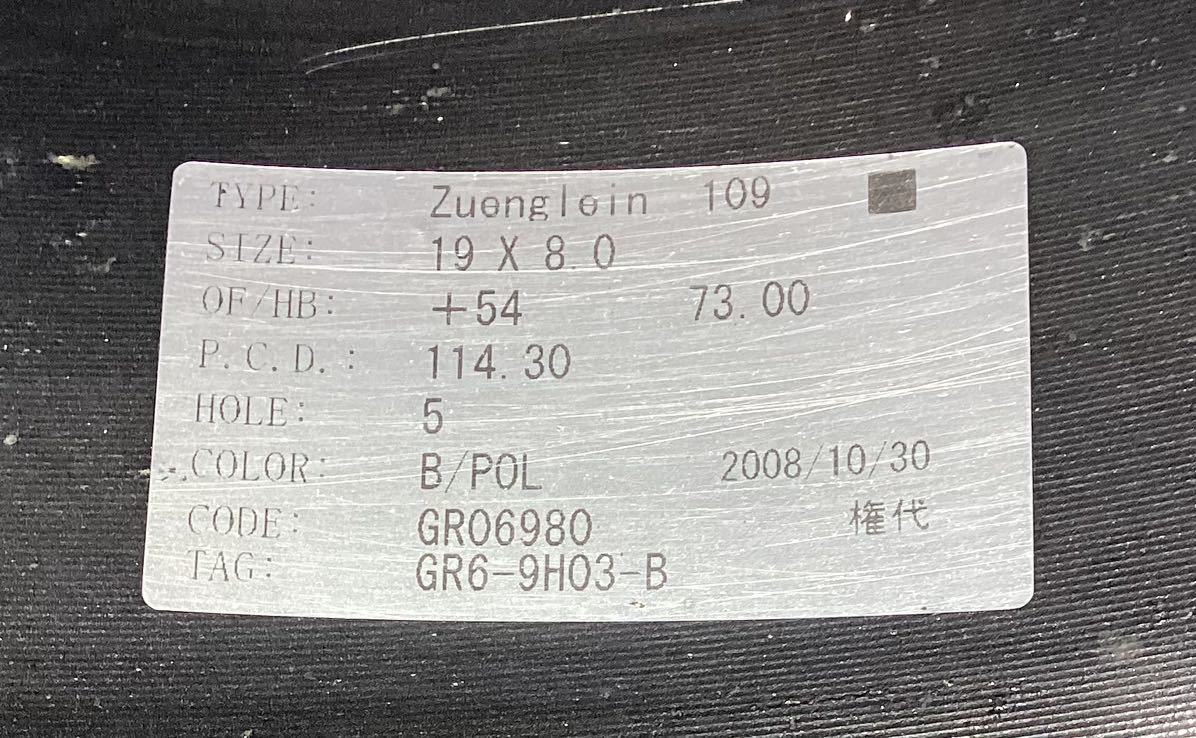 TYPE: Zuenglein 109 ■
SIZE: 19 X 8.0
OF/HB: +54 73.00
P.C.D.: 114.30
HOLE: 5
COLOR: B/POL 2008/10/30
CODE: GR06980 権代
TAG: GR6-9H03-B